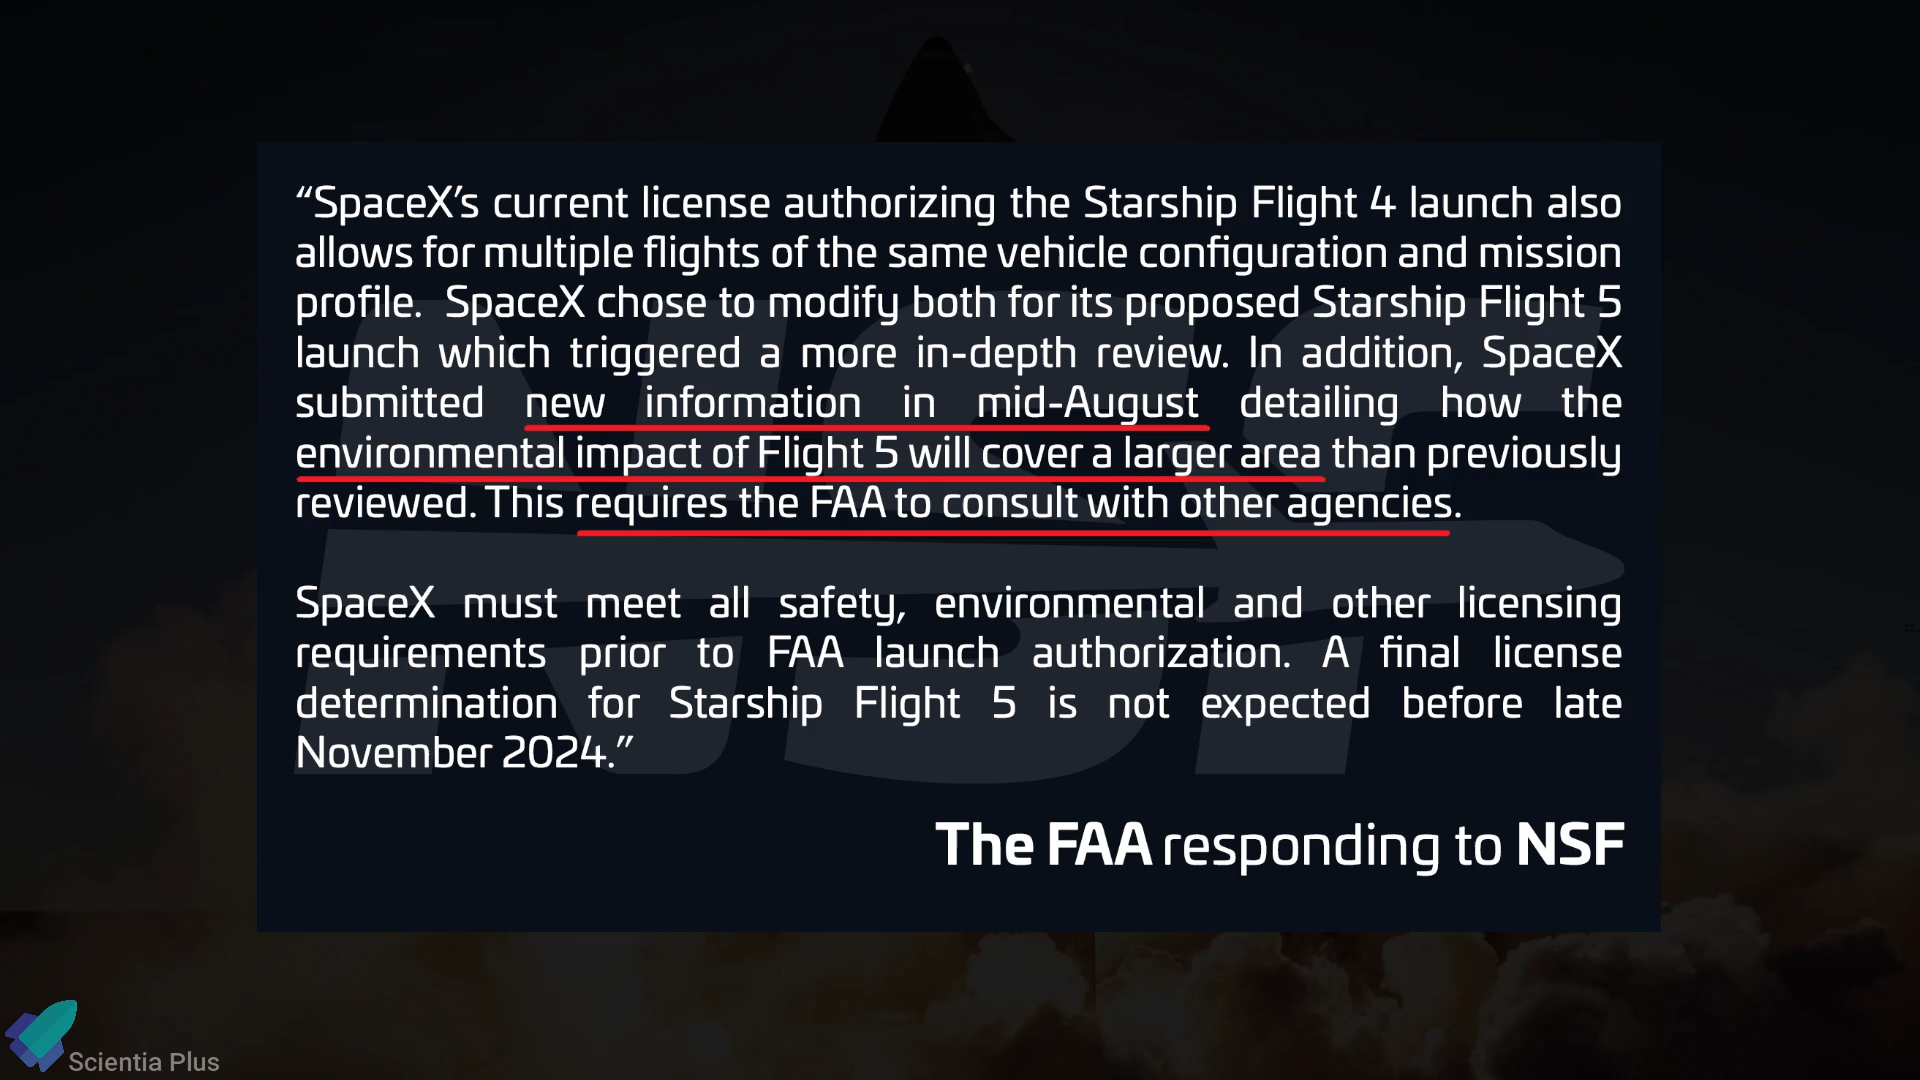 “SpaceX’s current license authorizing the Starship Flight 4 launch also
allows for multiple flights of the same vehicle configuration and mission
profile.  SpaceX chose to modify both for its proposed Starship Flight 5
launch which triggered a more in-depth review. In addition, SpaceX
submitted new information in mid-August detailing how the
environmental impact of Flight 5 will cover a larger area than previously
reviewed. This requires the FAA to consult with other agencies.
SpaceX must meet all safety, environmental and other licensing
requirements prior to FAA launch authorization. A final license
determination for Starship Flight 5 is not expected before late
November 2024.”
The FAA responding to NSF
Scientia Plus